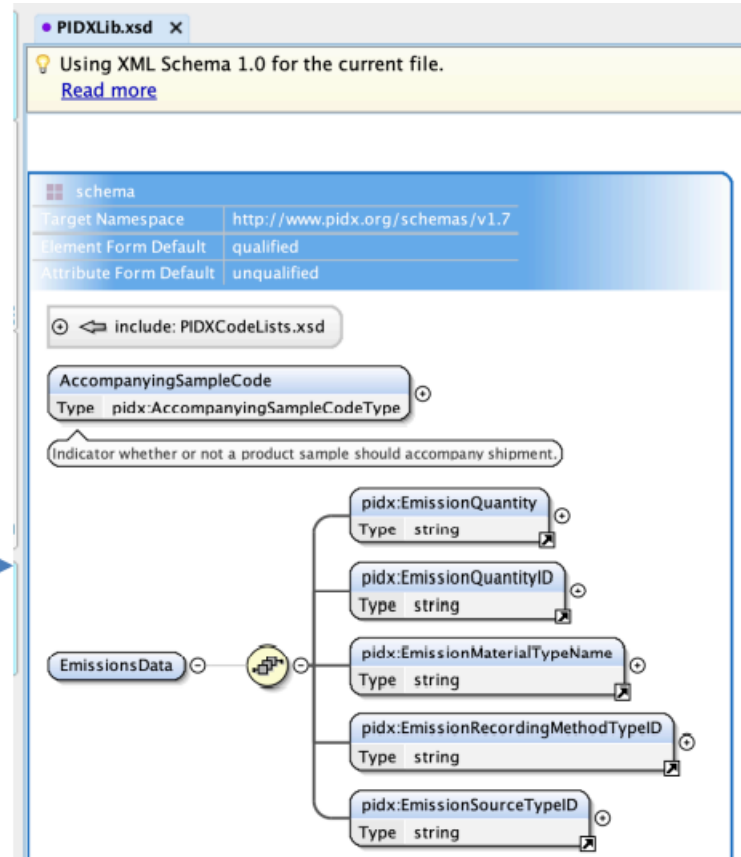 PIDXLib.xsd ×
Using XML Schema 1.0 for the current file.
Read more
schema
Target Namespace http://www.pidx.org/schemas/v1.7
Element Form Default qualified
Attribute Form Default unqualified
include: PIDXCodeLists.xsd
AccompanyingSampleCode
Type pidx:AccompanyingSampleCodeType
Indicator whether or not a product sample should accompany shipment.
pidx:EmissionQuantity
Type string
pidx:EmissionQuantityID
Type string
EmissionsData
pidx:EmissionMaterialTypeName
Type string
pidx:EmissionRecordingMethodTypeID
Type string
pidx:EmissionSourceTypeID
Type string